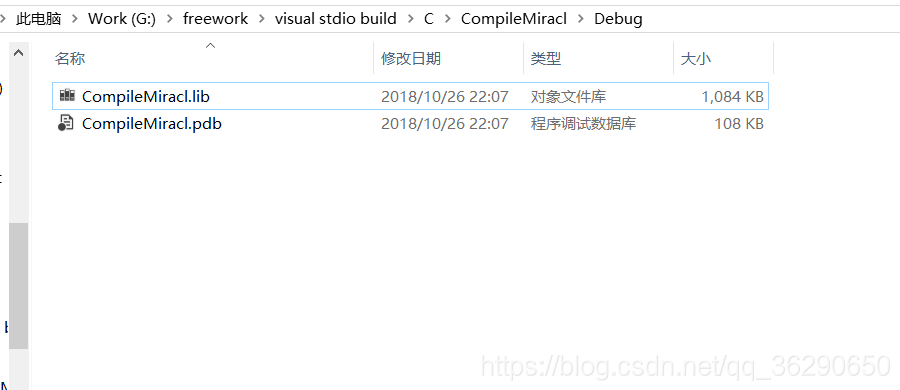 此电脑 > Work (G:) > freework > visual stdio build > C > CompileMiracl > Debug
名称 修改日期 类型 大小
CompileMiracl.lib 2018/10/26 22:07 对象文件库 1,084 KB
CompileMiracl.pdb 2018/10/26 22:07 程序调试数据库 108 KB
https://blog.csdn.net/qq_36290650